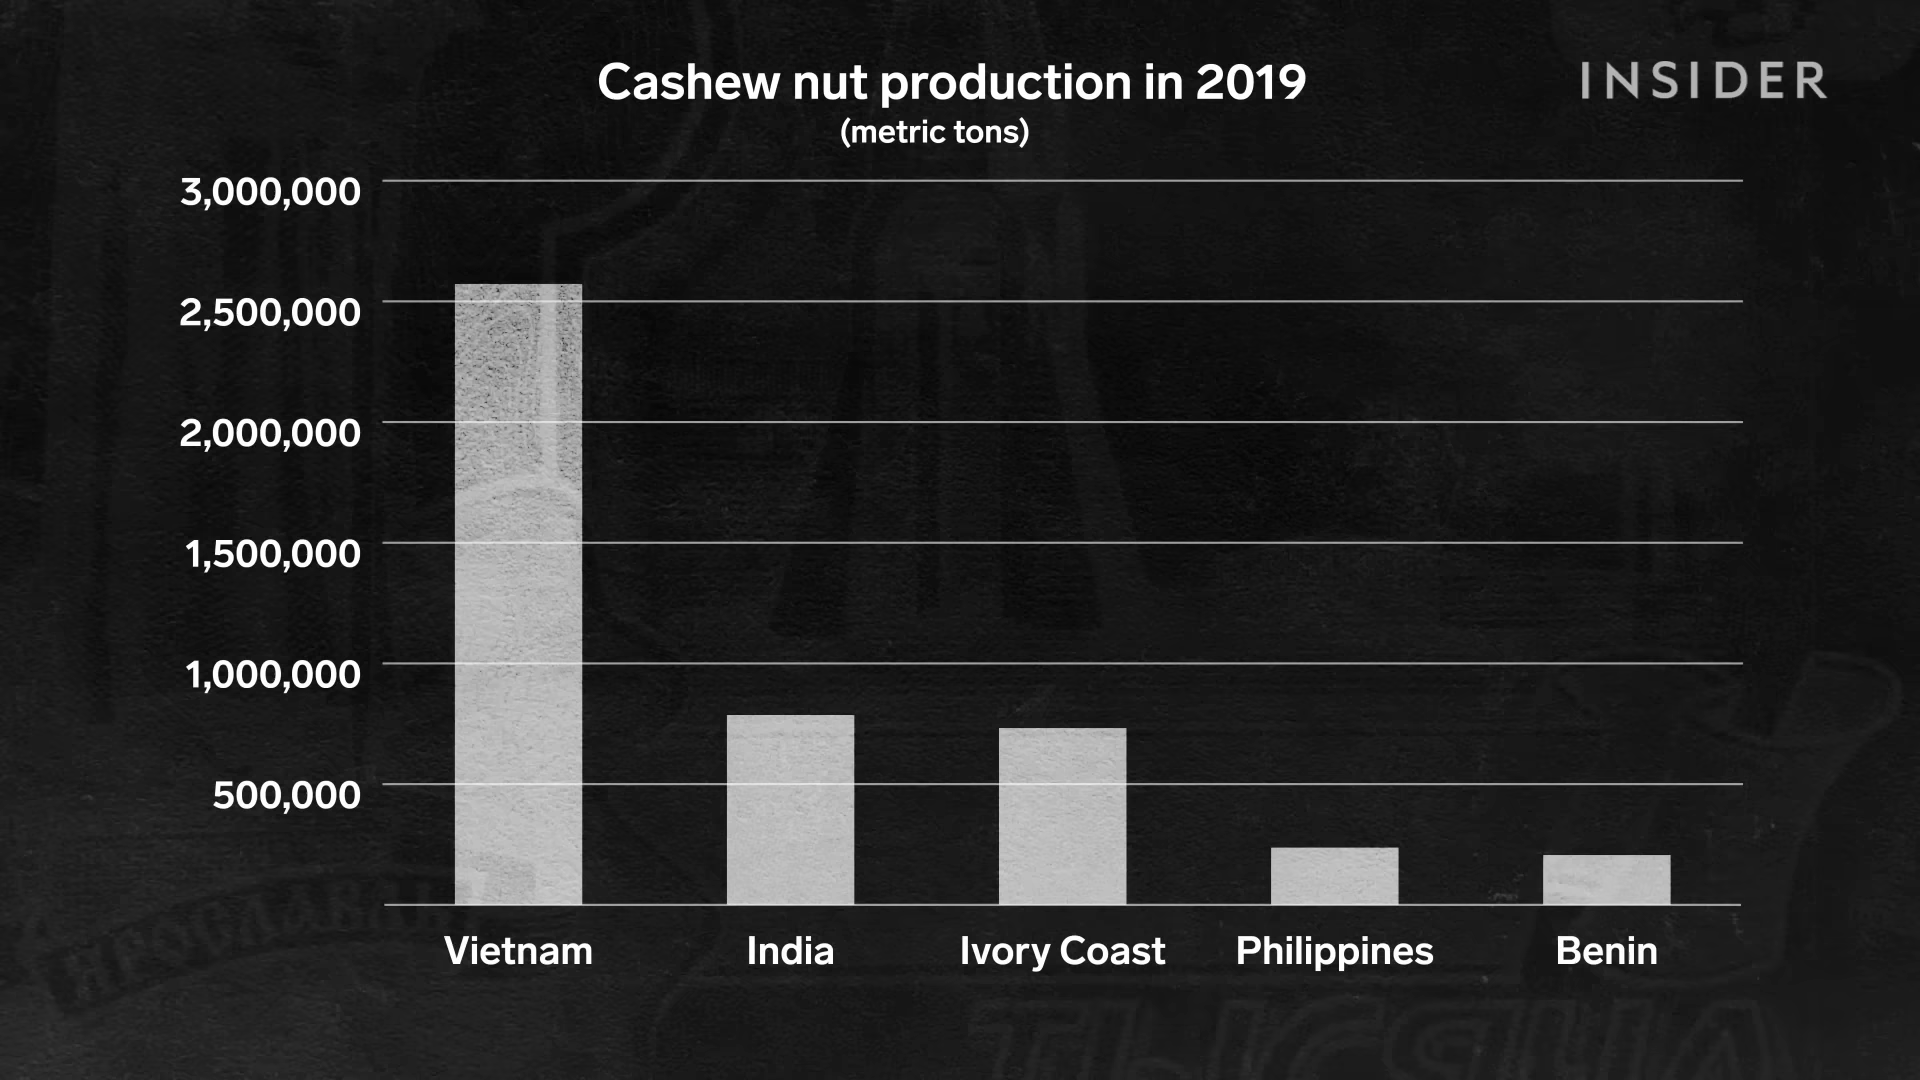 Cashew nut production in 2019
(metric tons)
INSIDER
3,000,000
2,500,000
2,000,000
1,500,000
1,000,000
500,000
Vietnam
India
Ivory Coast
Philippines
Benin